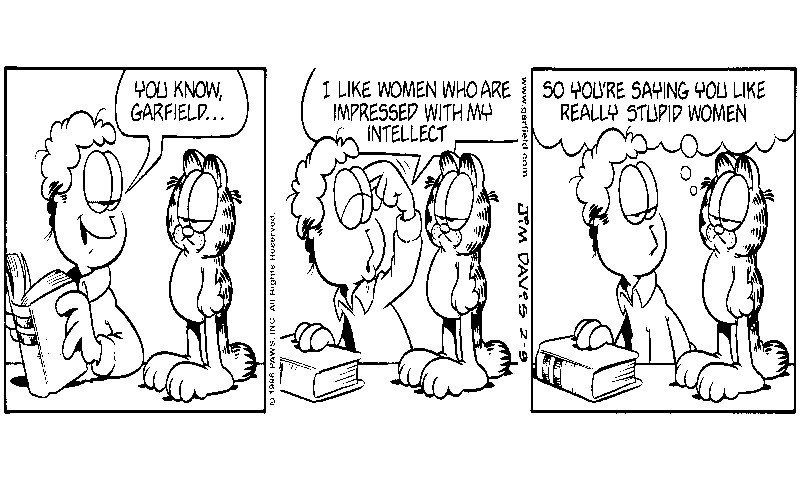 YOU KNOW,
GARFIELD...
© 1998 PAWS, INC. All Rights Reserved.
I LIKE WOMEN WHO ARE
IMPRESSED WITH MY
INTELLECT
www.garfield.com
JIM DAVIS 2-9
SO YOU'RE SAYING YOU LIKE
REALLY STUPID WOMEN